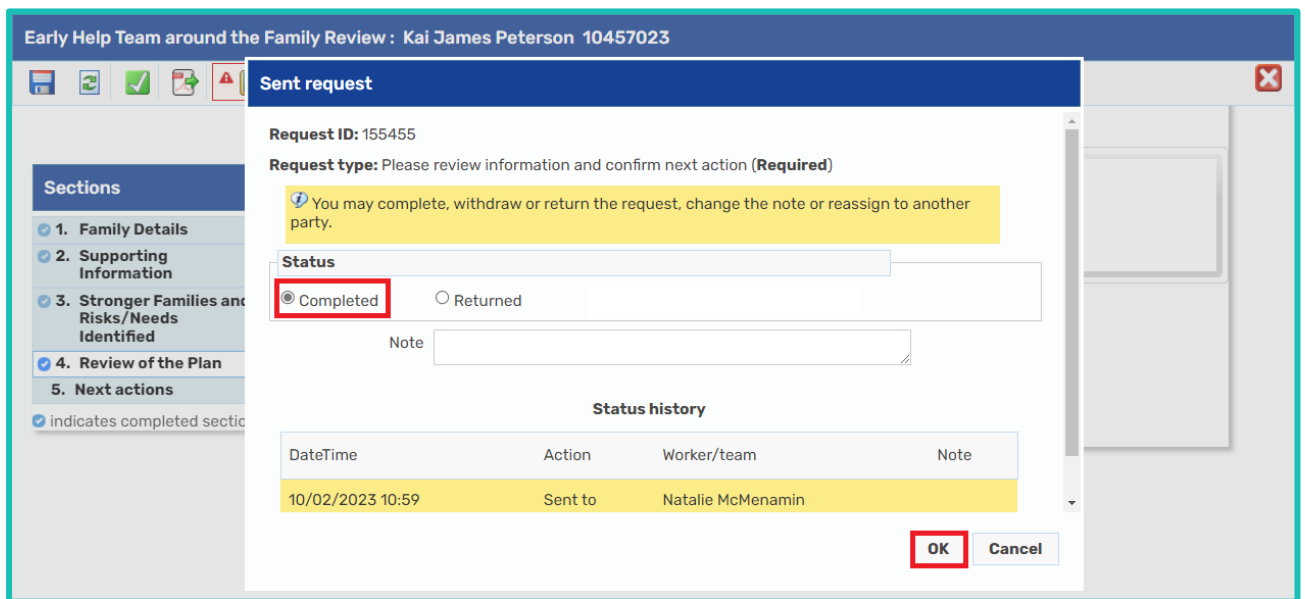 Early Help Team around the Family Review : Kai James Peterson 10457023
Sent request
Request ID: 155455
Request type: Please review information and confirm next action (Required)
You may complete, withdraw or return the request, change the note or reassign to another
party.
Status
Completed
Returned
Note
Status history
DateTime Action Worker/team Note
10/02/2023 10:59 Sent to Natalie McMenamin
OK Cancel
Sections
1. Family Details
2. Supporting
Information
3. Stronger Families and
Risks/Needs
Identified
4. Review of the Plan
5. Next actions
indicates completed